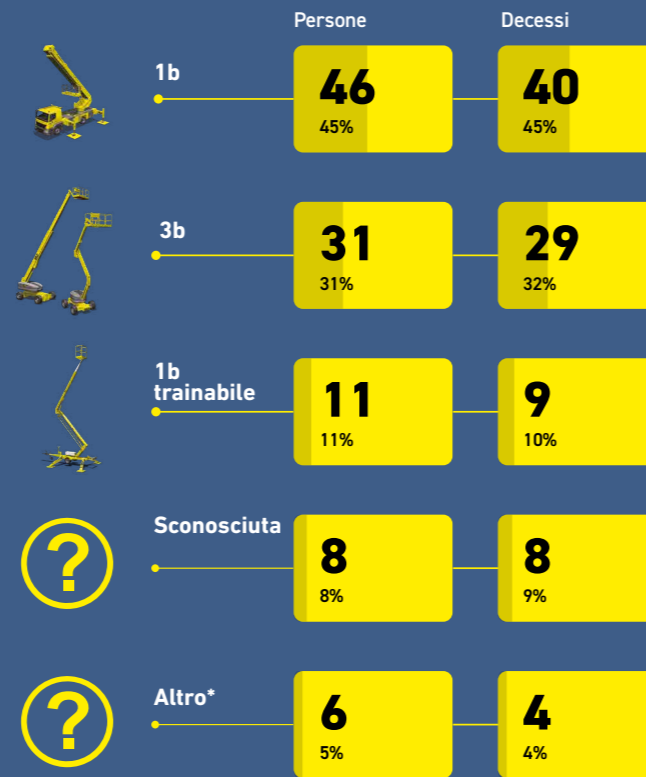 Persone Decessi
1b
46 40
45% 45%
3b
31 29
31% 32%
1b
trainabile
11 9
11% 10%
Sconosciuta
? 8 8
8% 9%
Altro*
? 6 4
5% 4%